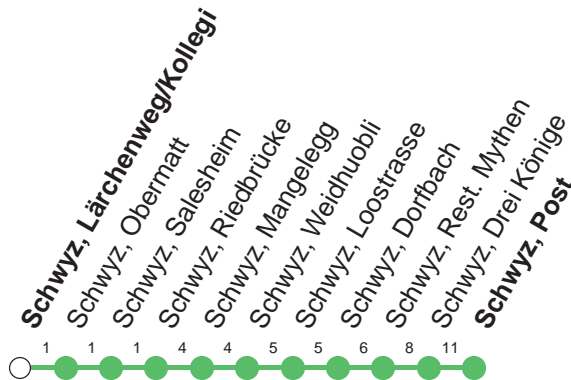 Schwyz, Lärchenweg/Kollegi
Schwyz, Obermatt
Schwyz, Salesheim
Schwyz, Riedbrücke
Schwyz, Mangelegg
Schwyz, Weidhuobli
Schwyz, Loostrasse
Schwyz, Dorfbach
Schwyz, Rest. Mythen
Schwyz, Drei Könige
Schwyz, Post
1 1 1 4 4 5 5 6 8 11